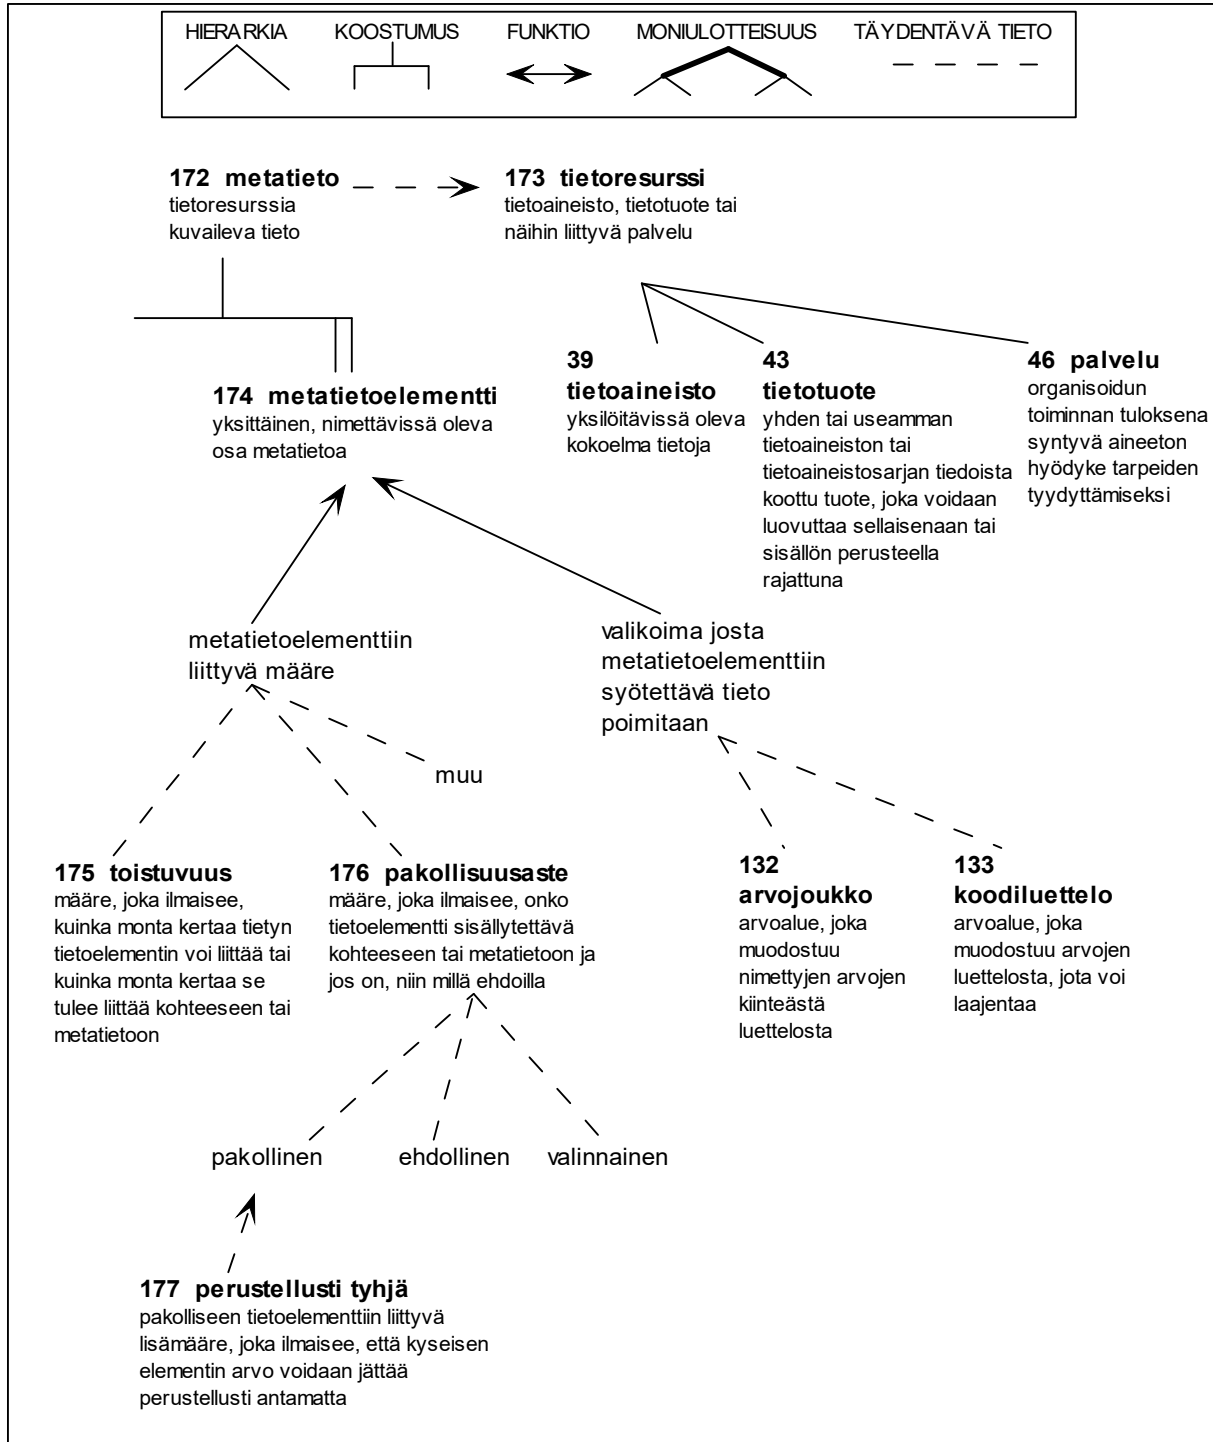 HIERARKIA KOOSTUMUS FUNKTIO MONIULOTTEISUUS TÄYDENTÄVÄ TIETO
172 metatieto
tietoresurssia
kuvaileva tieto
173 tietoresurssi
tietoaineisto, tietotuote tai
näihin liittyvä palvelu
39
tietoaineisto
yksilöitävissä oleva
kokoelma tietoja
43
tietotuote
yhden tai useamman
tietoaineiston tai
tietoaineistosarjan tiedoista
koottu tuote, joka voidaan
luovuttaa sellaisenaan tai
sisällön perusteella
rajattuna
46 palvelu
organisoidun
toiminnan tuloksena
syntyvä aineeton
hyödyke tarpeiden
tyydyttämiseksi
174 metatietoelementti
yksittäinen, nimettävissä oleva
osa metatietoa
metatietoelementtiin
liittyvä määre
valikoima josta
metatietoelementtiin
syötettävä tieto
poimitaan
muu
175 toistuvuus
määre, joka ilmaisee,
kuinka monta kertaa tietyn
tietoelementin voi liittää tai
kuinka monta kertaa se
tulee liittää kohteeseen tai
metatietoon
176 pakollisuusaste
määre, joka ilmaisee, onko
tietoelementti sisällytettävä
kohteeseen tai metatietoon ja
jos on, niin millä ehdoilla
132
arvojoukko
arvoalue, joka
muodostuu
nimettyjen arvojen
kiinteästä
luettelosta
133
koodiluettelo
arvoalue, joka
muodostuu arvojen
luettelosta, jota voi
laajentaa
pakollinen ehdollinen valinnainen
177 perustellusti tyhjä
pakolliseen tietoelementtiin liittyvä
lisämääre, joka ilmaisee, että kyseisen
elementin arvo voidaan jättää
perustellusti antamatta